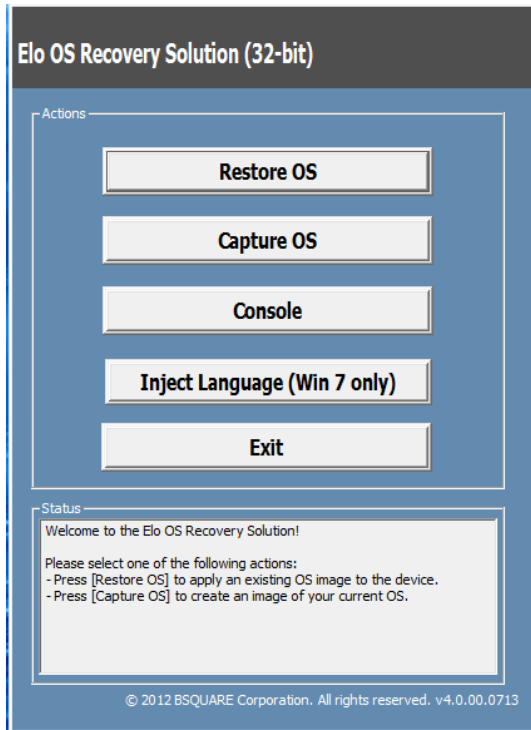 Elo OS Recovery Solution (32-bit)
Actions
Restore OS
Capture OS
Console
Inject Language (Win 7 only)
Exit
Status
Welcome to the Elo OS Recovery Solution!
Please select one of the following actions:
- Press [Restore OS] to apply an existing OS image to the device.
- Press [Capture OS] to create an image of your current OS.
© 2012 BSQUARE Corporation. All rights reserved. v4.0.00.0713